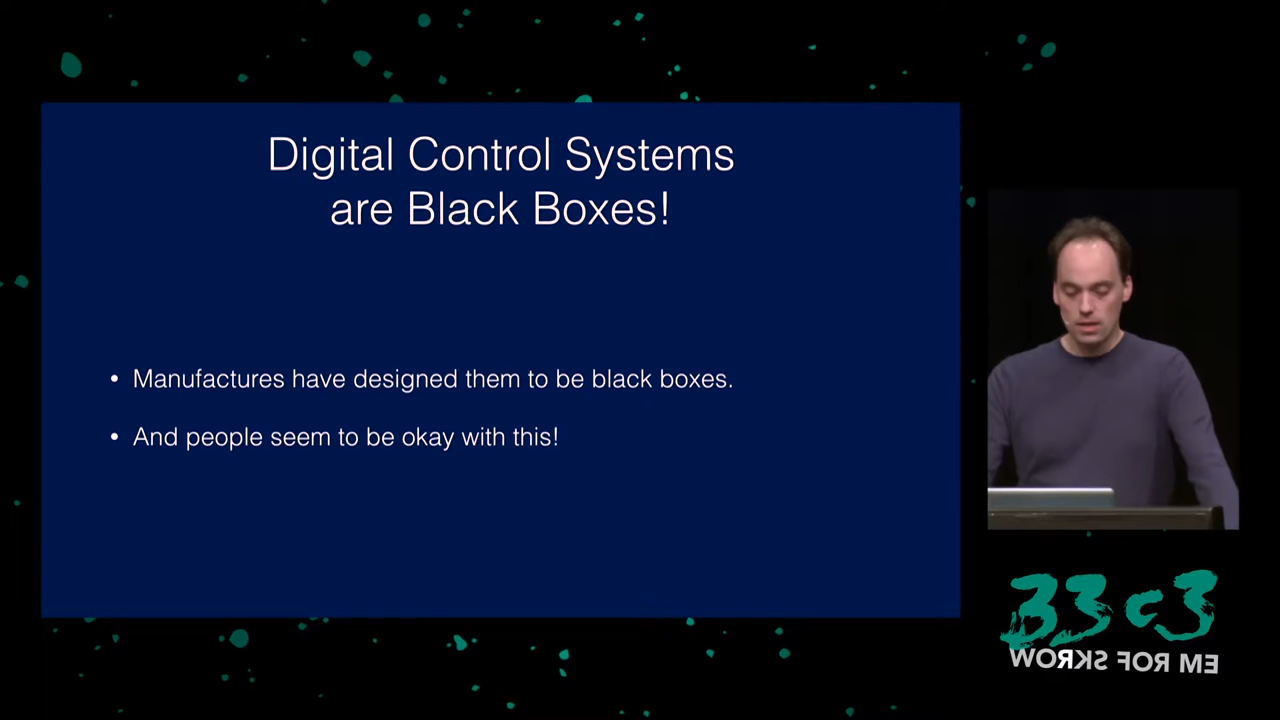 Digital Control Systems
are Black Boxes!
• Manufactures have designed them to be black boxes.
• And people seem to be okay with this!
33c3
WORKS FOR ME